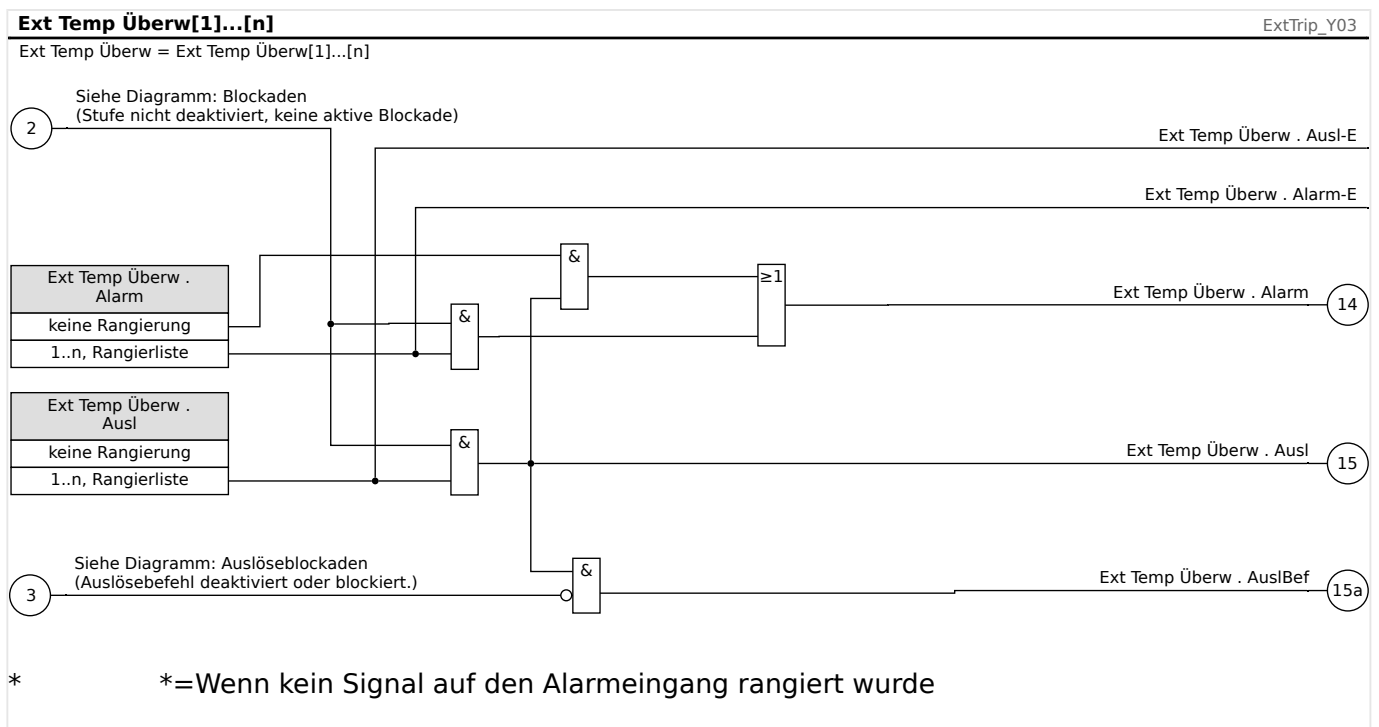 Ext Temp Überw[1]...[n]
ExtTrip_Y03
Ext Temp Überw = Ext Temp Überw[1]...[n]
Siehe Diagramm: Blockaden
(Stufe nicht deaktiviert, keine aktive Blockade)
2
Ext Temp Überw . Ausl-E
Ext Temp Überw . Alarm-E
&
Ext Temp Überw .
Alarm
keine Rangierung
1..n, Rangierliste
≥1
Ext Temp Überw . Alarm
14
&
Ext Temp Überw .
Ausl
keine Rangierung
1..n, Rangierliste
&
Ext Temp Überw . Ausl
15
Siehe Diagramm: Auslöseblockaden
(Auslösebefehl deaktiviert oder blockiert.)
3
&
Ext Temp Überw . AuslBef
15a
* *=Wenn kein Signal auf den Alarmeingang rangiert wurde